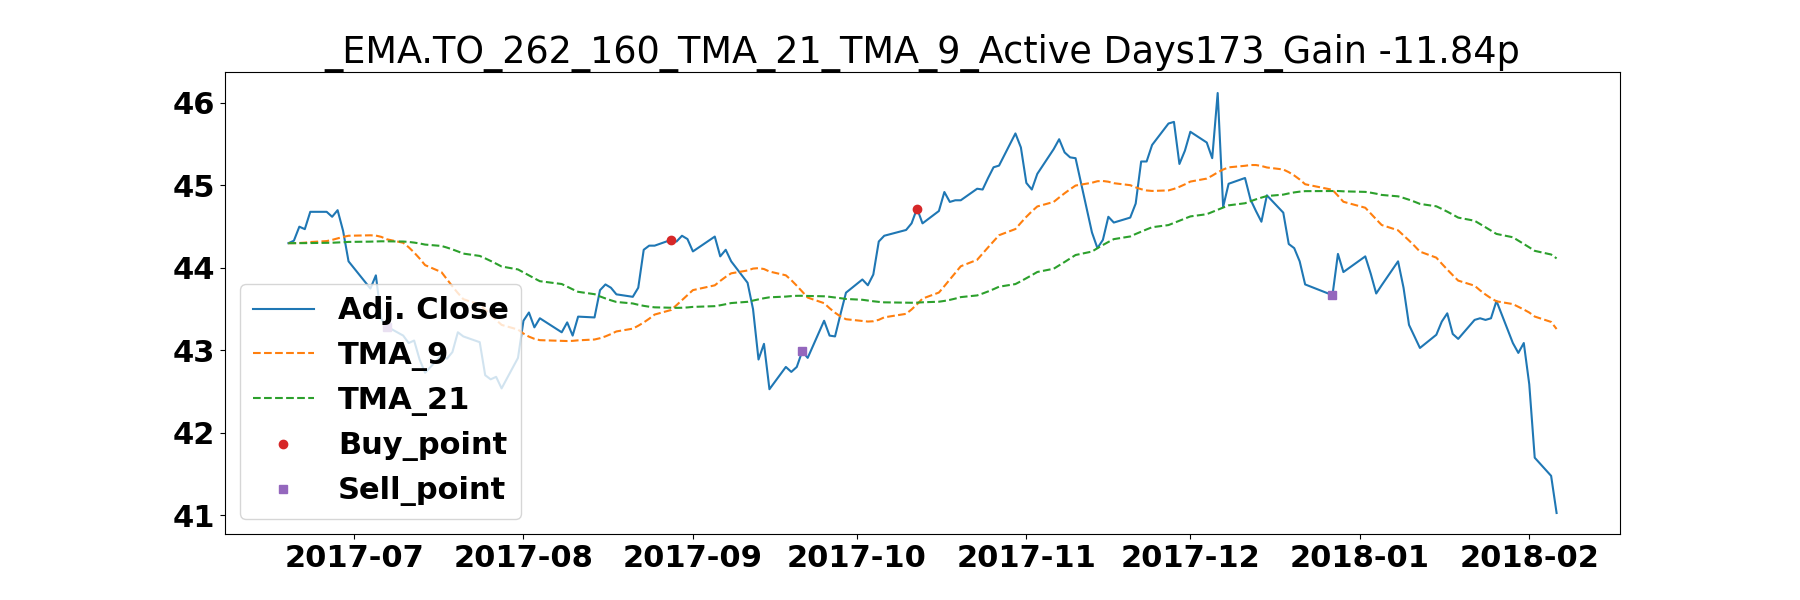 _EMA.TO_262_160_TMA_21_TMA_9_Active Days173_Gain -11.84p
46
45
44
43
42
41
Adj. Close
TMA_9
TMA_21
Buy_point
Sell_point
2017-07 2017-08 2017-09 2017-10 2017-11 2017-12 2018-01 2018-02